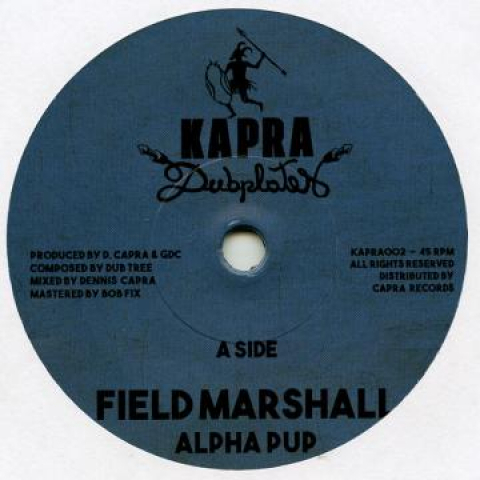 KAPRA
Dubplates
PRODUCED BY D. CAPRA & GDC
COMPOSED BY DUB TREE
MIXED BY DENNIS CAPRA
MASTERED BY BOB FIX
KAPRA002 - 45 RPM
ALL RIGHTS RESERVED
DISTRIBUTED BY
CAPRA RECORDS
A SIDE
FIELD MARSHALL
ALPHA PUP